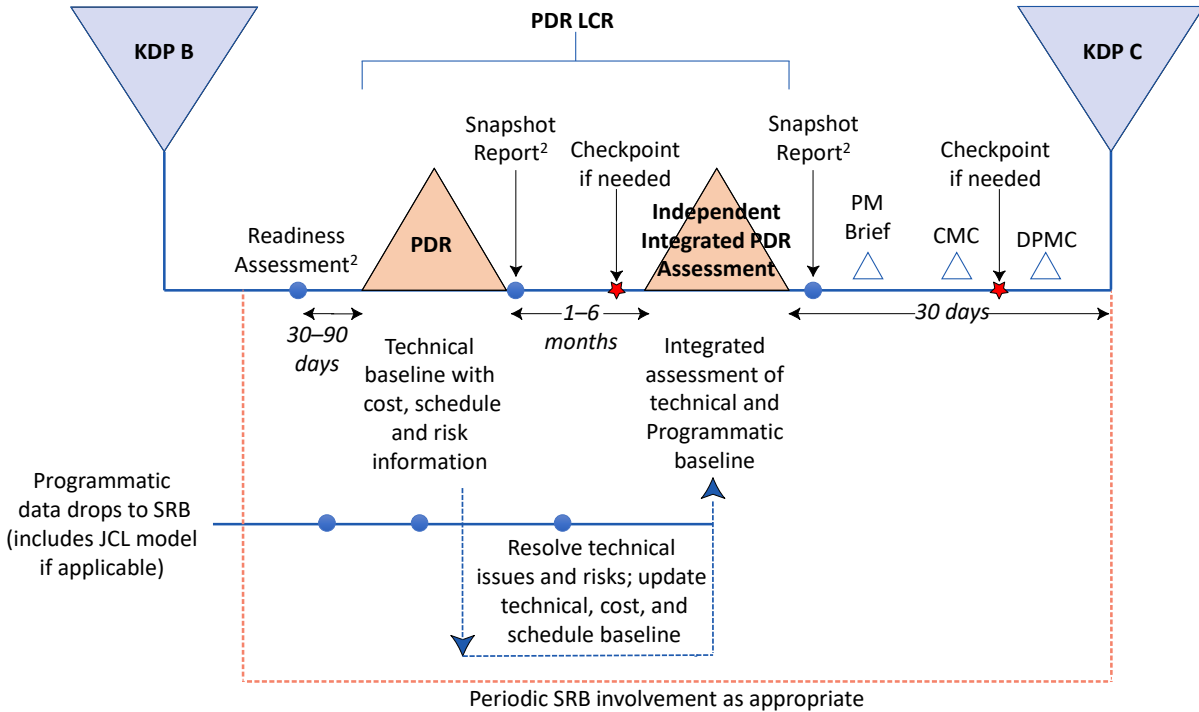 PDR LCR
KDP B
KDP C
Snapshot
Report²
Checkpoint
if needed
Snapshot
Report²
Checkpoint
if needed
Readiness
Assessment²
PDR
Independent
Integrated PDR
Assessment
PM
Brief
CMC
DPMC
30–90
days
1–6
months
30 days
Technical
baseline with
cost, schedule
and risk
information
Integrated
assessment of
technical and
Programmatic
baseline
Programmatic
data drops to SRB
(includes JCL model
if applicable)
Resolve technical
issues and risks; update
technical, cost, and
schedule baseline
Periodic SRB involvement as appropriate